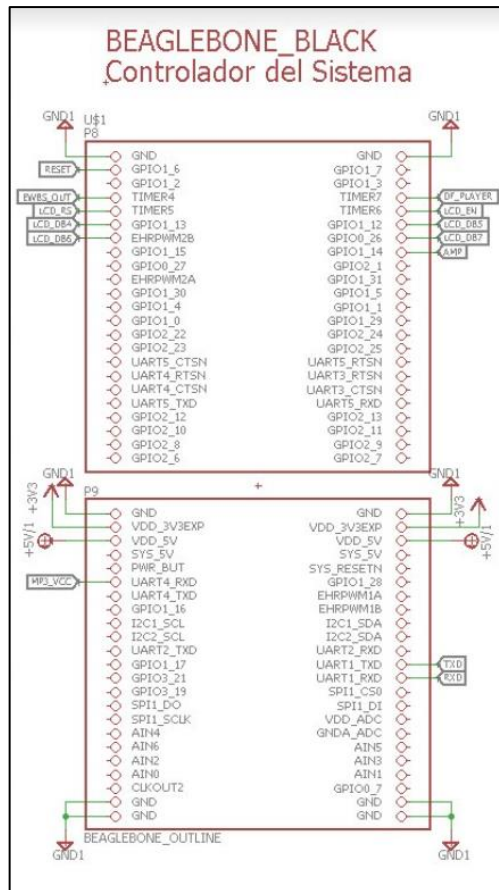 BEAGLEBONE_BLACK
Controlador del Sistema
GND1 U$1 GND1
P8
GND GND
RESET GPIO1_6 GPIO1_7
GPIO1_2 GPIO1_3
EWBS_OUT TIMER4 TIMER7 DF_PLAYER
LCD_RS TIMER5 TIMER6 LCD_EN
LCD_DB4 GPIO1_13 GPIO1_12 LCD_DB5
LCD_DB6 EHRPWM2B GPIO0_26 LCD_DB7
GPIO1_15 GPIO1_14 AMP
GPIO0_27 GPIO2_1
EHRPWM2A GPIO1_31
GPIO1_30 GPIO1_5
GPIO1_4 GPIO1_1
GPIO1_0 GPIO1_29
GPIO2_22 GPIO2_24
GPIO2_23 GPIO2_25
UART5_CTSN UART5_RTSN
UART4_RTSN UART3_RTSN
UART4_CTSN UART3_CTSN
UART5_TXD UART5_RXD
GPIO2_12 GPIO2_13
GPIO2_10 GPIO2_11
GPIO2_8 GPIO2_9
GPIO2_6 GPIO2_7
GND1 GND1
+3V3 P9 +3V3
GND GND
VDD_3V3EXP VDD_3V3EXP
+5V/1 VDD_5V VDD_5V +5V/1
SYS_5V SYS_5V
PWR_BUT SYS_RESETN
MP3_VCC UART4_RXD GPIO1_28
UART4_TXD EHRPWM1A
GPIO1_16 EHRPWM1B
I2C1_SCL I2C1_SDA
I2C2_SCL I2C2_SDA
UART2_TXD UART2_RXD
GPIO1_17 UART1_TXD TXD
GPIO3_21 UART1_RXD RXD
GPIO3_19 SPI1_CS0
SPI1_DO SPI1_DI
SPI1_SCLK VDD_ADC
AIN4 GNDA_ADC
AIN6 AIN5
AIN2 AIN3
AIN0 AIN1
CLKOUT2 GPIO0_7
GND GND
GND GND
BEAGLEBONE_OUTLINE
GND1 GND1